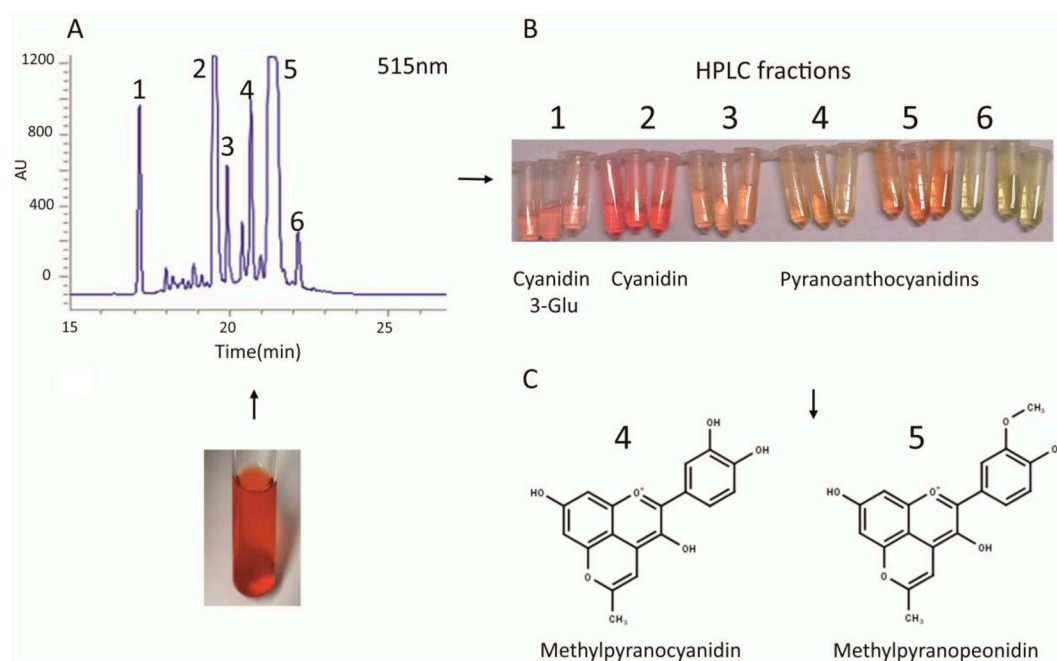 A
515nm
1200
800
400
0
AU
1
2
3
4
5
6
15
20
25
Time(min)
B
HPLC fractions
1 2 3 4 5 6
Cyanidin
3-Glu
Cyanidin
Pyranoanthocyanidins
C
4
OH
OH
HO
O+
OH
O
CH3
Methylpyranocyanidin
5
CH3
O
HO
O+
OH
O
CH3
Methylpyranopeonidin